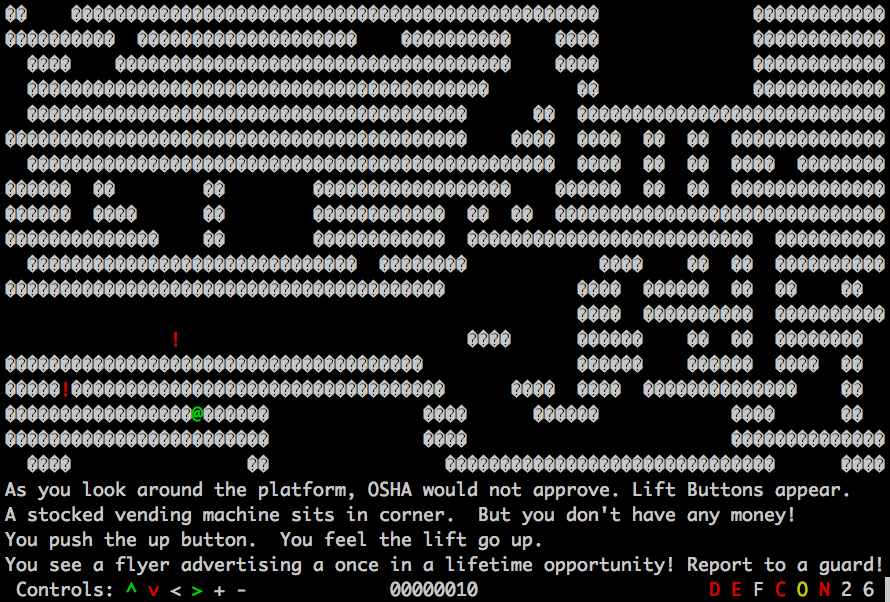 !
!
@
As you look around the platform, OSHA would not approve. Lift Buttons appear.
A stocked vending machine sits in corner.  But you don't have any money!
You push the up button.  You feel the lift go up.
You see a flyer advertising a once in a lifetime opportunity! Report to a guard!
Controls: ^ v < > + - 00000010 D E F C O N 2 6